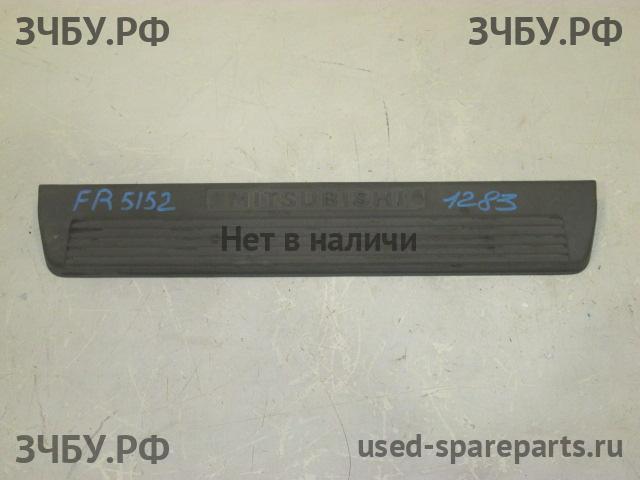 ЗЧБУ.РФ ЗЧБУ.РФ
FR 5152 MITSUBISHI 1283
Нет в наличи
ЗЧБУ.РФ used-spareparts.ru